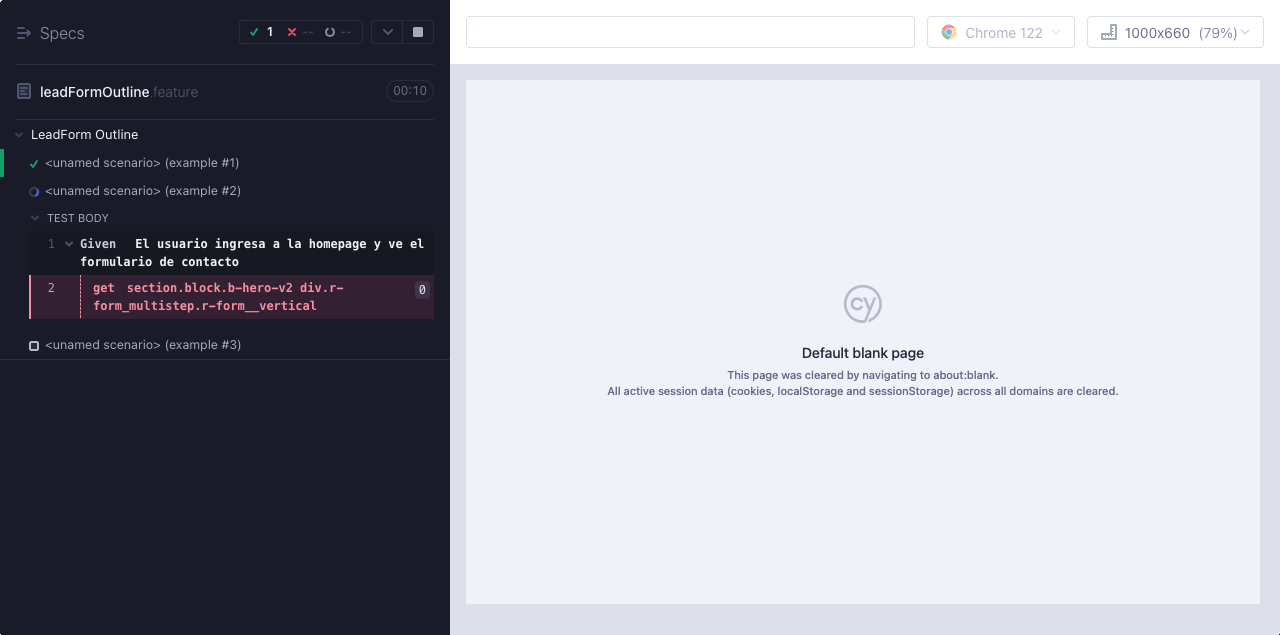 Specs
1
--
--
Chrome 122
1000x660 (79%)
leadFormOutline.feature
00:10
LeadForm Outline
<unamed scenario> (example #1)
<unamed scenario> (example #2)
TEST BODY
1 Given El usuario ingresa a la homepage y ve el
formulario de contacto
2 get section.block.b-hero-v2 div.r-
form_multistep.r-form__vertical
0
<unamed scenario> (example #3)
cy
Default blank page
This page was cleared by navigating to about:blank.
All active session data (cookies, localStorage and sessionStorage) across all domains are cleared.